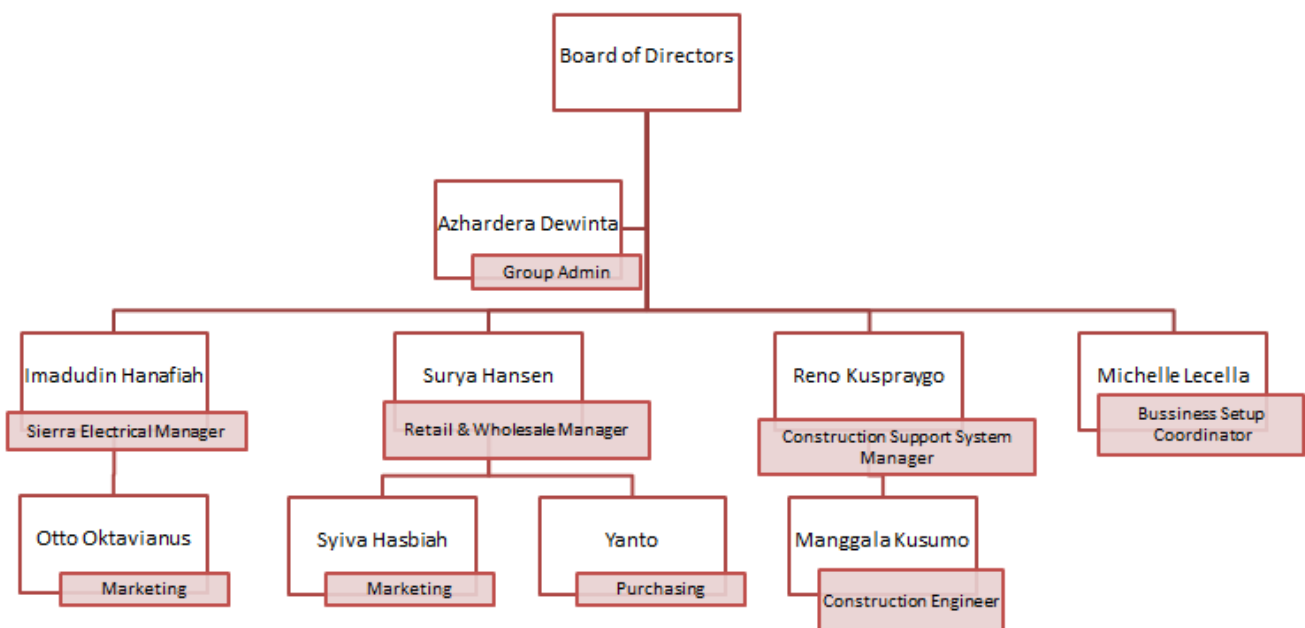 Board of Directors
Azhardera Dewinta
Group Admin
Imadudin Hanafiah
Sierra Electrical Manager
Surya Hansen
Retail & Wholesale Manager
Reno Kuspraygo
Construction Support System
Manager
Michelle Lecella
Bussiness Setup
Coordinator
Otto Oktavianus
Marketing
Syiva Hasbiah
Marketing
Yanto
Purchasing
Manggala Kusumo
Construction Engineer